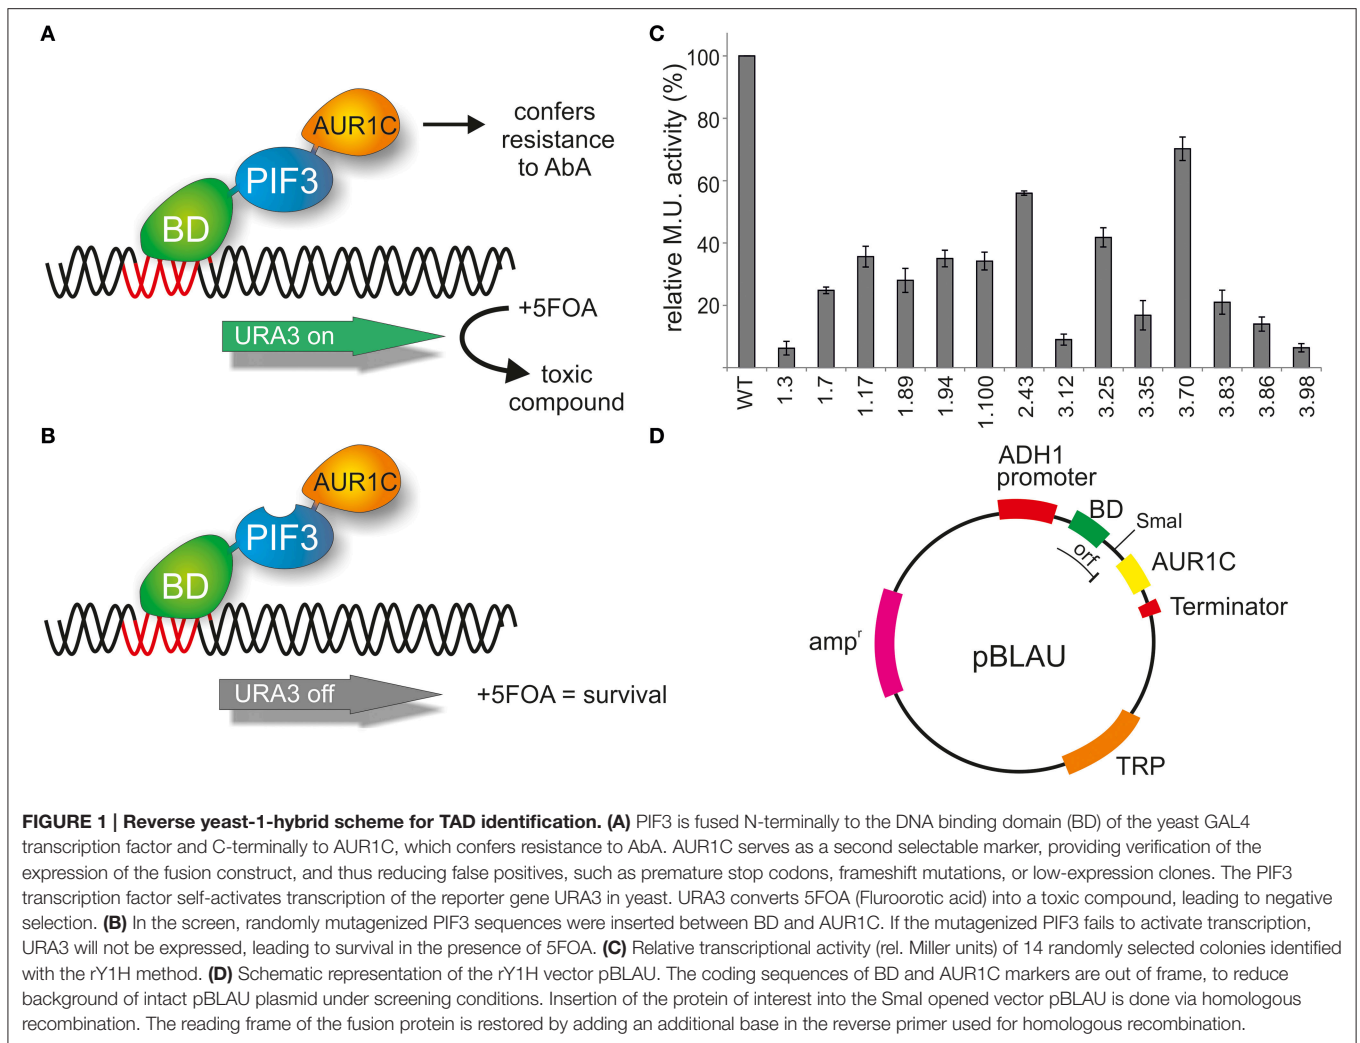 A
AUR1C
confers
resistance
to AbA
PIF3
BD
+5FOA
URA3 on
toxic
compound
B
AUR1C
PIF3
BD
URA3 off
+5FOA = survival
C
relative M.U. activity (%)
100
80
60
40
20
WT
1.3
1.7
1.17
1.89
1.94
1.100
2.43
3.12
3.25
3.35
3.70
3.83
3.86
3.98
D
ADH1
promoter
BD
SmaI
orf
AUR1C
Terminator
ampʳ
pBLAU
TRP
FIGURE 1 | Reverse yeast-1-hybrid scheme for TAD identification. (A) PIF3 is fused N-terminally to the DNA binding domain (BD) of the yeast GAL4
transcription factor and C-terminally to AUR1C, which confers resistance to AbA. AUR1C serves as a second selectable marker, providing verification of the
expression of the fusion construct, and thus reducing false positives, such as premature stop codons, frameshift mutations, or low-expression clones. The PIF3
transcription factor self-activates transcription of the reporter gene URA3 in yeast. URA3 converts 5FOA (Fluroorotic acid) into a toxic compound, leading to negative
selection. (B) In the screen, randomly mutagenized PIF3 sequences were inserted between BD and AUR1C. If the mutagenized PIF3 fails to activate transcription,
URA3 will not be expressed, leading to survival in the presence of 5FOA. (C) Relative transcriptional activity (rel. Miller units) of 14 randomly selected colonies identified
with the rY1H method. (D) Schematic representation of the rY1H vector pBLAU. The coding sequences of BD and AUR1C markers are out of frame, to reduce
background of intact pBLAU plasmid under screening conditions. Insertion of the protein of interest into the SmaI opened vector pBLAU is done via homologous
recombination. The reading frame of the fusion protein is restored by adding an additional base in the reverse primer used for homologous recombination.